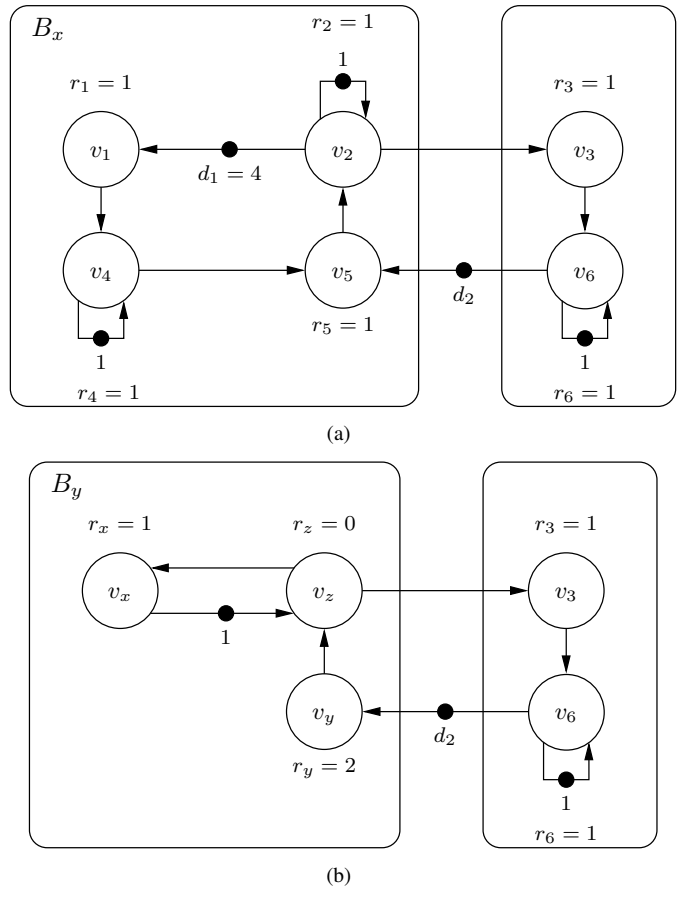 B_x
r_2 = 1
1
r_1 = 1
r_3 = 1
v_1
v_2
v_3
d_1 = 4
v_4
v_5
v_6
d_2
r_5 = 1
1
1
r_4 = 1
r_6 = 1
(a)
B_y
r_x = 1
r_z = 0
r_3 = 1
v_x
v_z
v_3
1
v_y
v_6
d_2
r_y = 2
1
r_6 = 1
(b)